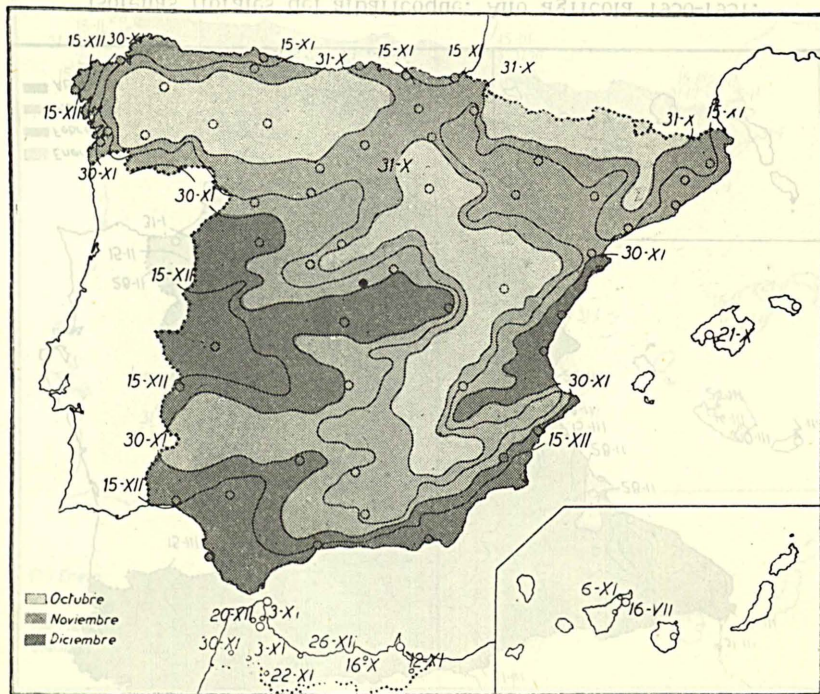 15-XII
30-XI
15-XI
31-X
15-XI
15 XI
31-X
31-X
15-XI
15-XII
30-XI
30-XI
31-X
30-XI
15-XII
21-X
15-XII
30-XI
30-XI
15-XII
15-XII
6-XI
16-VII
Octubre
Noviembre
Diciembre
20-XII
3-XI
30-XI
3-XI
26-XI
22-XI
16-X